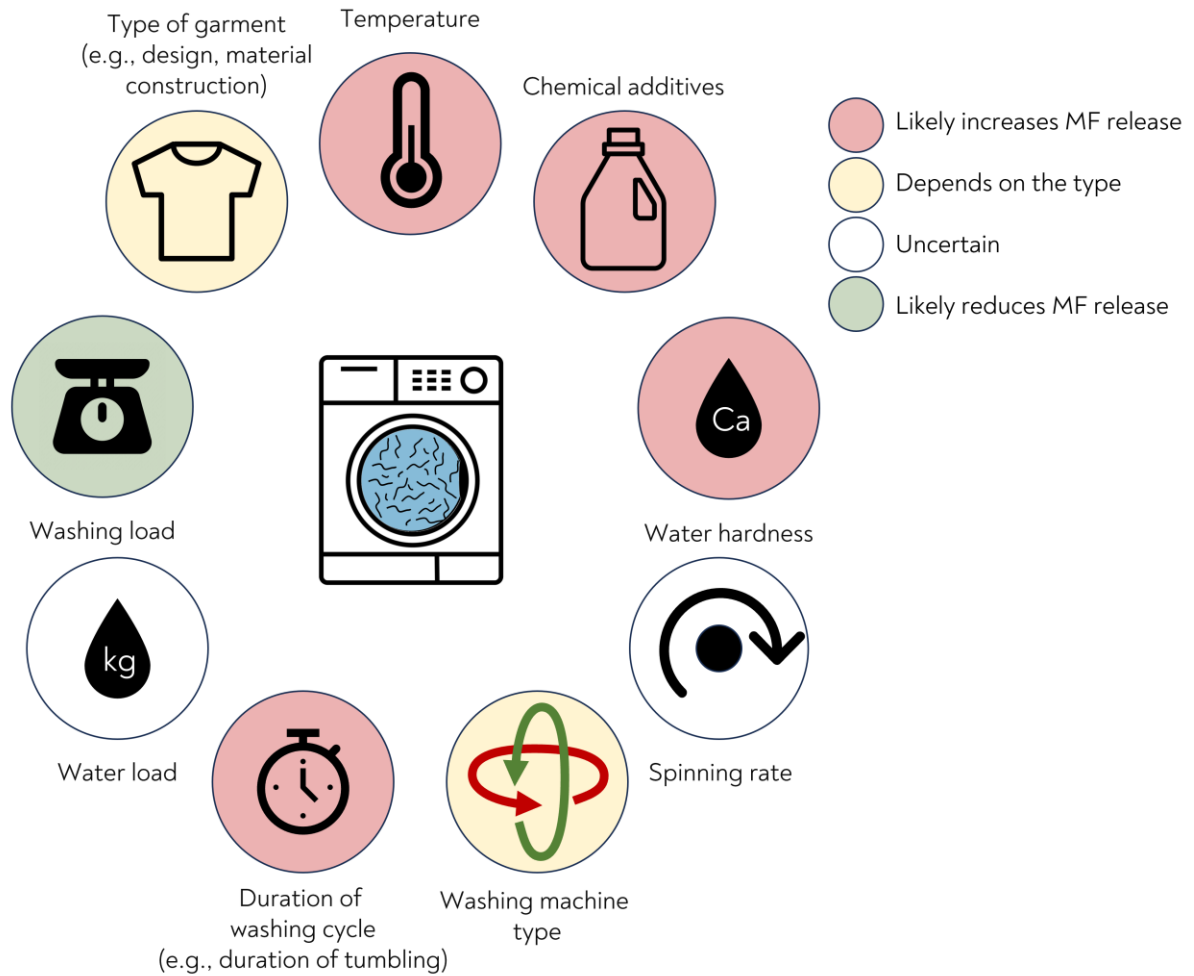 Type of garment
(e.g., design, material
construction)
Temperature
Chemical additives
Likely increases MF release
Depends on the type
Uncertain
Likely reduces MF release
Ca
Washing load
Water hardness
kg
Water load
Spinning rate
Duration of
washing cycle
(e.g., duration of tumbling)
Washing machine
type